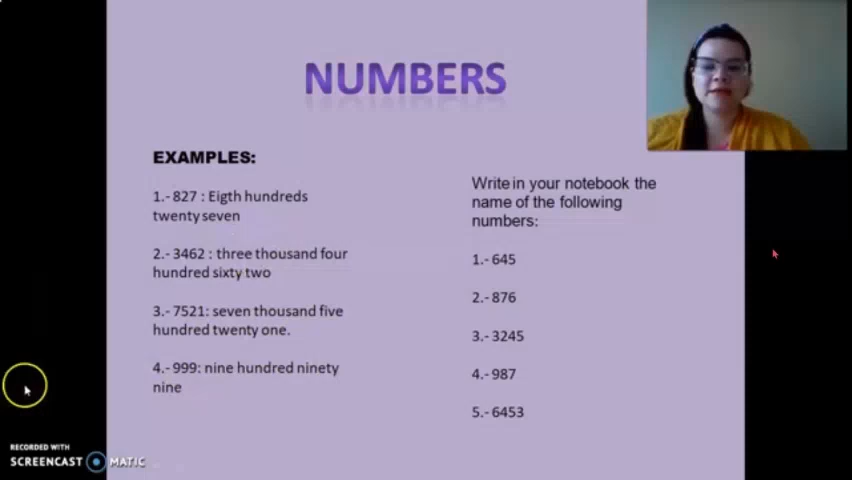 NUMBERS
EXAMPLES:
1.- 827 : Eigth hundreds
twenty seven
2.- 3462 : three thousand four
hundred sixty two
3.- 7521: seven thousand five
hundred twenty one.
4.- 999: nine hundred ninety
nine
Write in your notebook the
name of the following
numbers:
1.- 645
2.- 876
3.- 3245
4.- 987
5.- 6453
RECORDED WITH
SCREENCAST MATIC